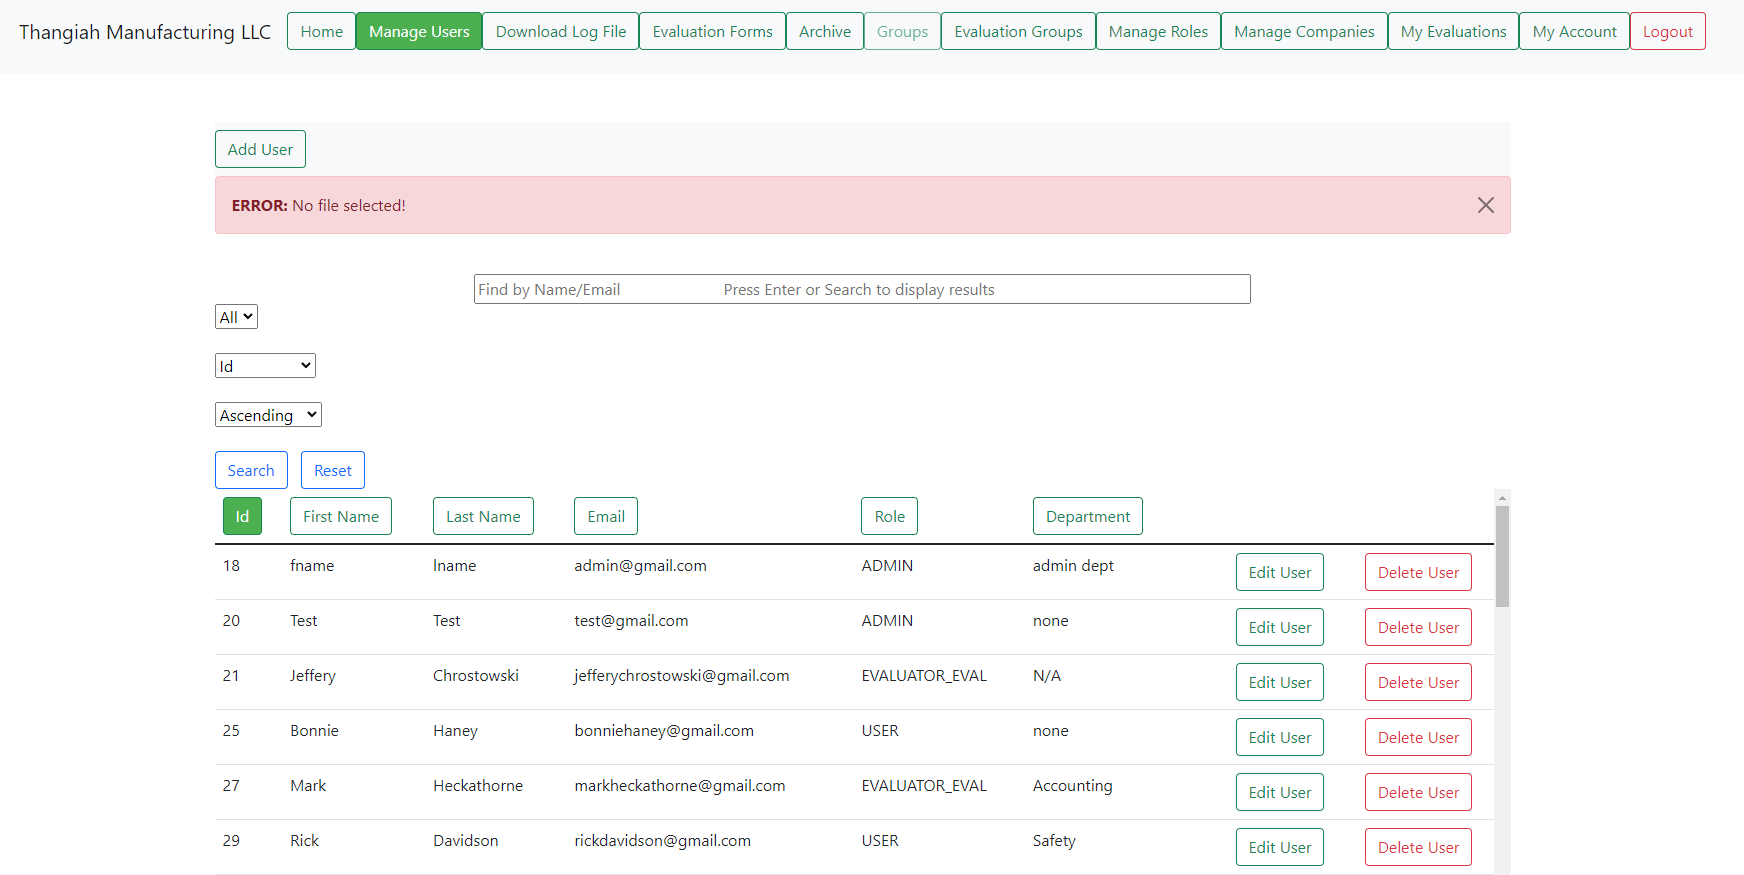 Thangiah Manufacturing LLC Home Manage Users Download Log File Evaluation Forms Archive Groups Evaluation Groups Manage Roles Manage Companies My Evaluations My Account Logout
Add User
ERROR: No file selected!
Find by Name/Email Press Enter or Search to display results
All
Id
Ascending
Search Reset
Id First Name Last Name Email Role Department
18 fname lname admin@gmail.com ADMIN admin dept Edit User Delete User
20 Test Test test@gmail.com ADMIN none Edit User Delete User
21 Jeffery Chrostowski jefferychrostowski@gmail.com EVALUATOR_EVAL N/A Edit User Delete User
25 Bonnie Haney bonniehaney@gmail.com USER none Edit User Delete User
27 Mark Heckathorne markheckathorne@gmail.com EVALUATOR_EVAL Accounting Edit User Delete User
29 Rick Davidson rickdavidson@gmail.com USER Safety Edit User Delete User